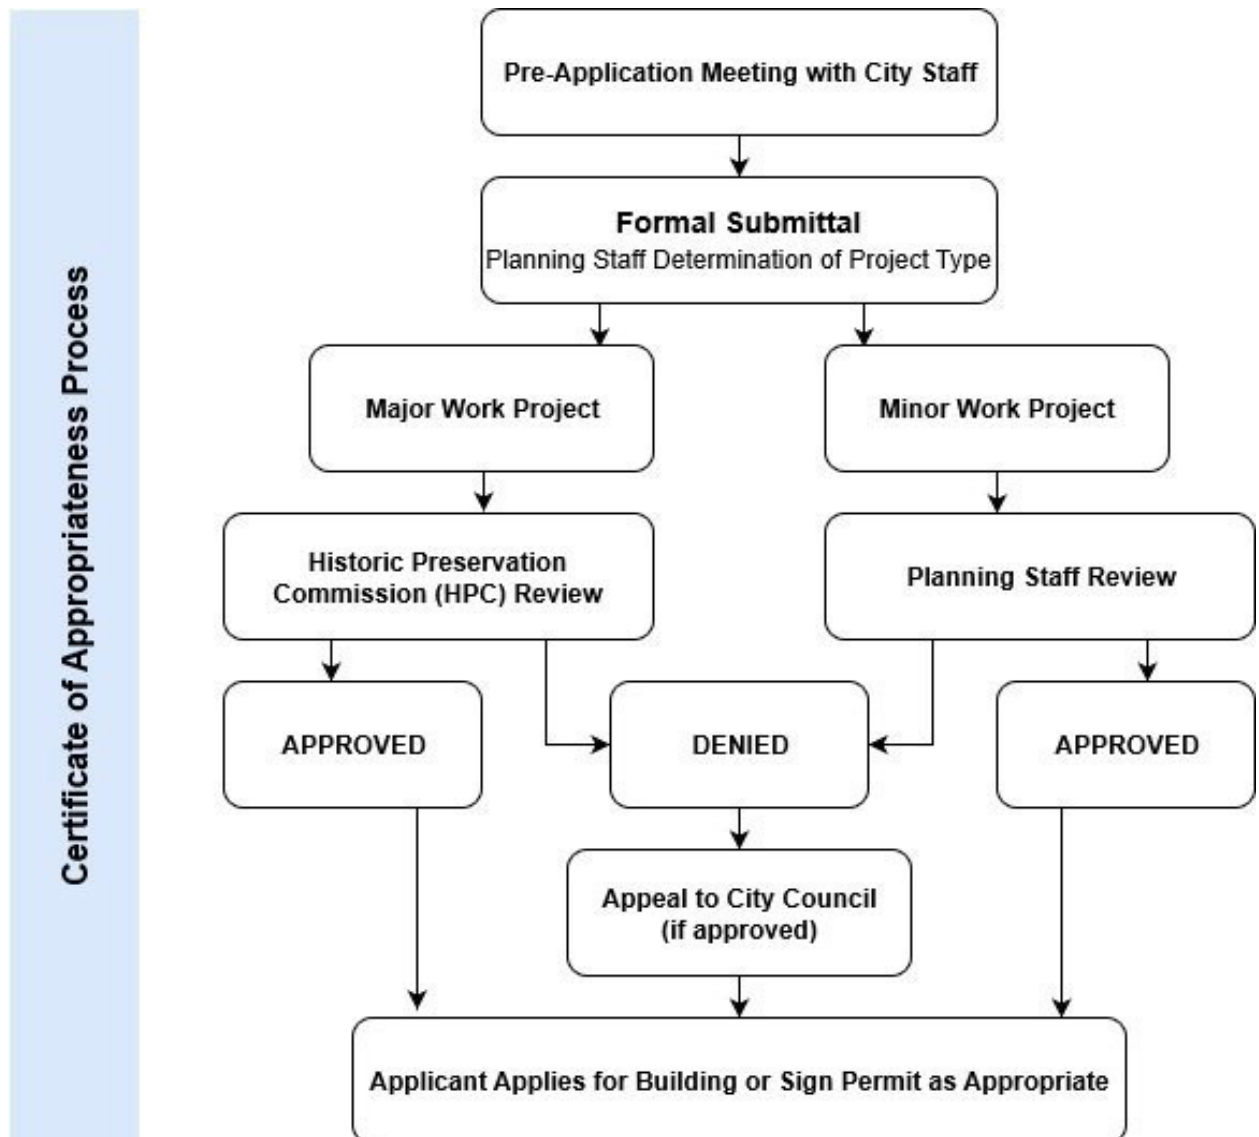 Certificate of Appropriateness Process
Pre-Application Meeting with City Staff
Formal Submittal
Planning Staff Determination of Project Type
Major Work Project
Minor Work Project
Historic Preservation
Commission (HPC) Review
Planning Staff Review
APPROVED
DENIED
APPROVED
Appeal to City Council
(if approved)
Applicant Applies for Building or Sign Permit as Appropriate